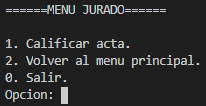 ======MENU JURADO======
1. Calificar acta.
2. Volver al menu principal.
0. Salir.
Opcion: